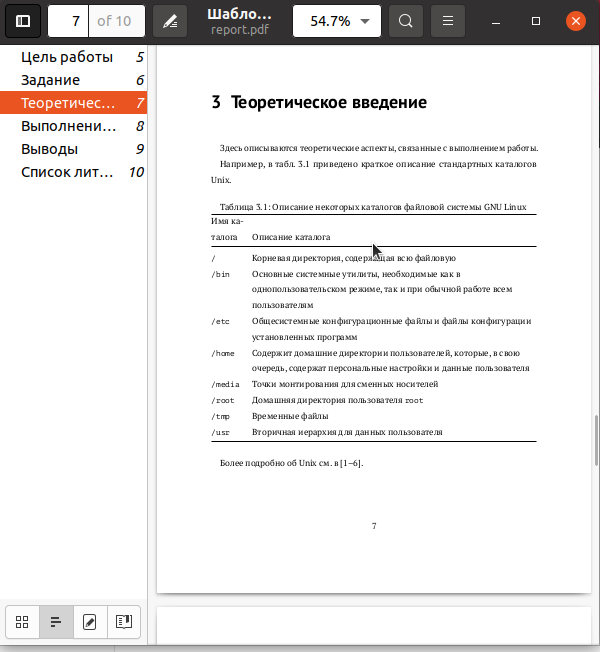 7 of 10
Шабло...
report.pdf
54.7%
Цель работы 5
Задание 6
Теоретичес... 7
Выполнени... 8
Выводы 9
Список лит... 10
3 Теоретическое введение
Здесь описываются теоретические аспекты, связанные с выполнением работы.
Например, в табл. 3.1 приведено краткое описание стандартных каталогов
Unix.
Таблица 3.1: Описание некоторых каталогов файловой системы GNU Linux
Имя ка-
талога Описание каталога
/ Корневая директория, содержащая всю файловую
/bin Основные системные утилиты, необходимые как в
однопользовательском режиме, так и при обычной работе всем
пользователям
/etc Общесистемные конфигурационные файлы и файлы конфигурации
установленных программ
/home Содержит домашние директории пользователей, которые, в свою
очередь, содержат персональные настройки и данные пользователя
/media Точки монтирования для сменных носителей
/root Домашняя директория пользователя root
/tmp Временные файлы
/usr Вторичная иерархия для данных пользователя
Более подробно об Unix см. в [1–6].
7